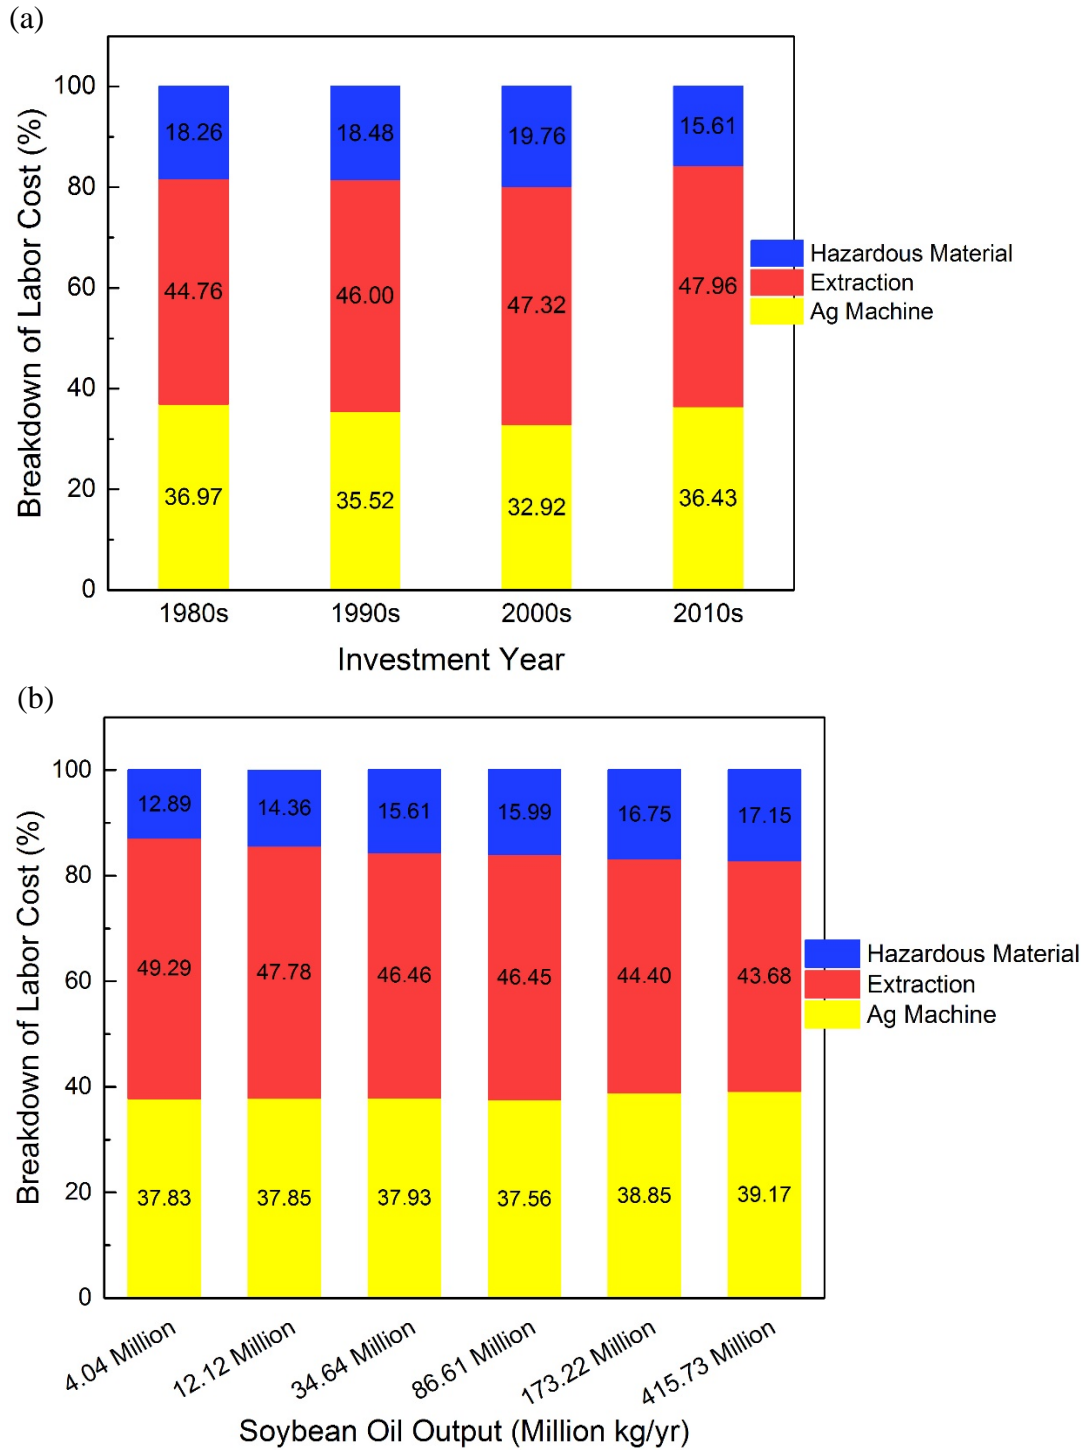 (a)
Breakdown of Labor Cost (%)
100
80
60
40
20
0
18.26 18.48 19.76 15.61
44.76 46.00 47.32 47.96
36.97 35.52 32.92 36.43
Hazardous Material
Extraction
Ag Machine
1980s 1990s 2000s 2010s
Investment Year
(b)
Breakdown of Labor Cost (%)
100
80
60
40
20
0
12.89 14.36 15.61 15.99 16.75 17.15
49.29 47.78 46.46 46.45 44.40 43.68
37.83 37.85 37.93 37.56 38.85 39.17
Hazardous Material
Extraction
Ag Machine
4.04 Million 12.12 Million 34.64 Million 86.61 Million 173.22 Million 415.73 Million
Soybean Oil Output (Million kg/yr)